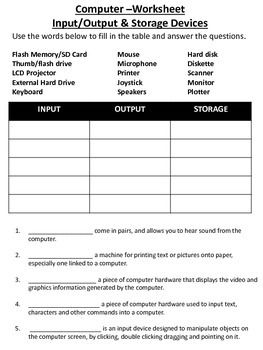 Computer –Worksheet
Input/Output & Storage Devices
Use the words below to fill in the table and answer the questions.
Flash Memory/SD Card Mouse Hard disk
Thumb/flash drive Microphone Diskette
LCD Projector Printer Scanner
External Hard Drive Joystick Monitor
Keyboard Speakers Plotter
INPUT OUTPUT STORAGE
1. ____________________ come in pairs, and allows you to hear sound from the
computer.
2. ____________________ a machine for printing text or pictures onto paper,
especially one linked to a computer.
3. ____________________ a piece of computer hardware that displays the video and
graphics information generated by the computer.
4. ____________________ a piece of computer hardware used to input text,
characters and other commands into a computer.
5. ____________________ is an input device designed to manipulate objects on
the computer screen, by clicking, double clicking dragging and pointing on it.